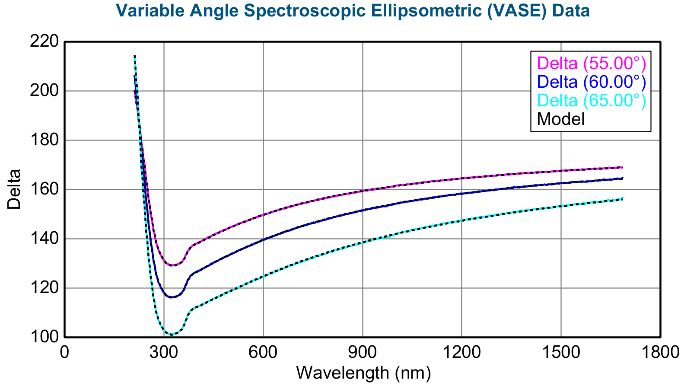 Variable Angle Spectroscopic Ellipsometric (VASE) Data
220
200
180
160
140
120
100
Delta
Delta (55.00°)
Delta (60.00°)
Delta (65.00°)
Model
0 300 600 900 1200 1500 1800
Wavelength (nm)